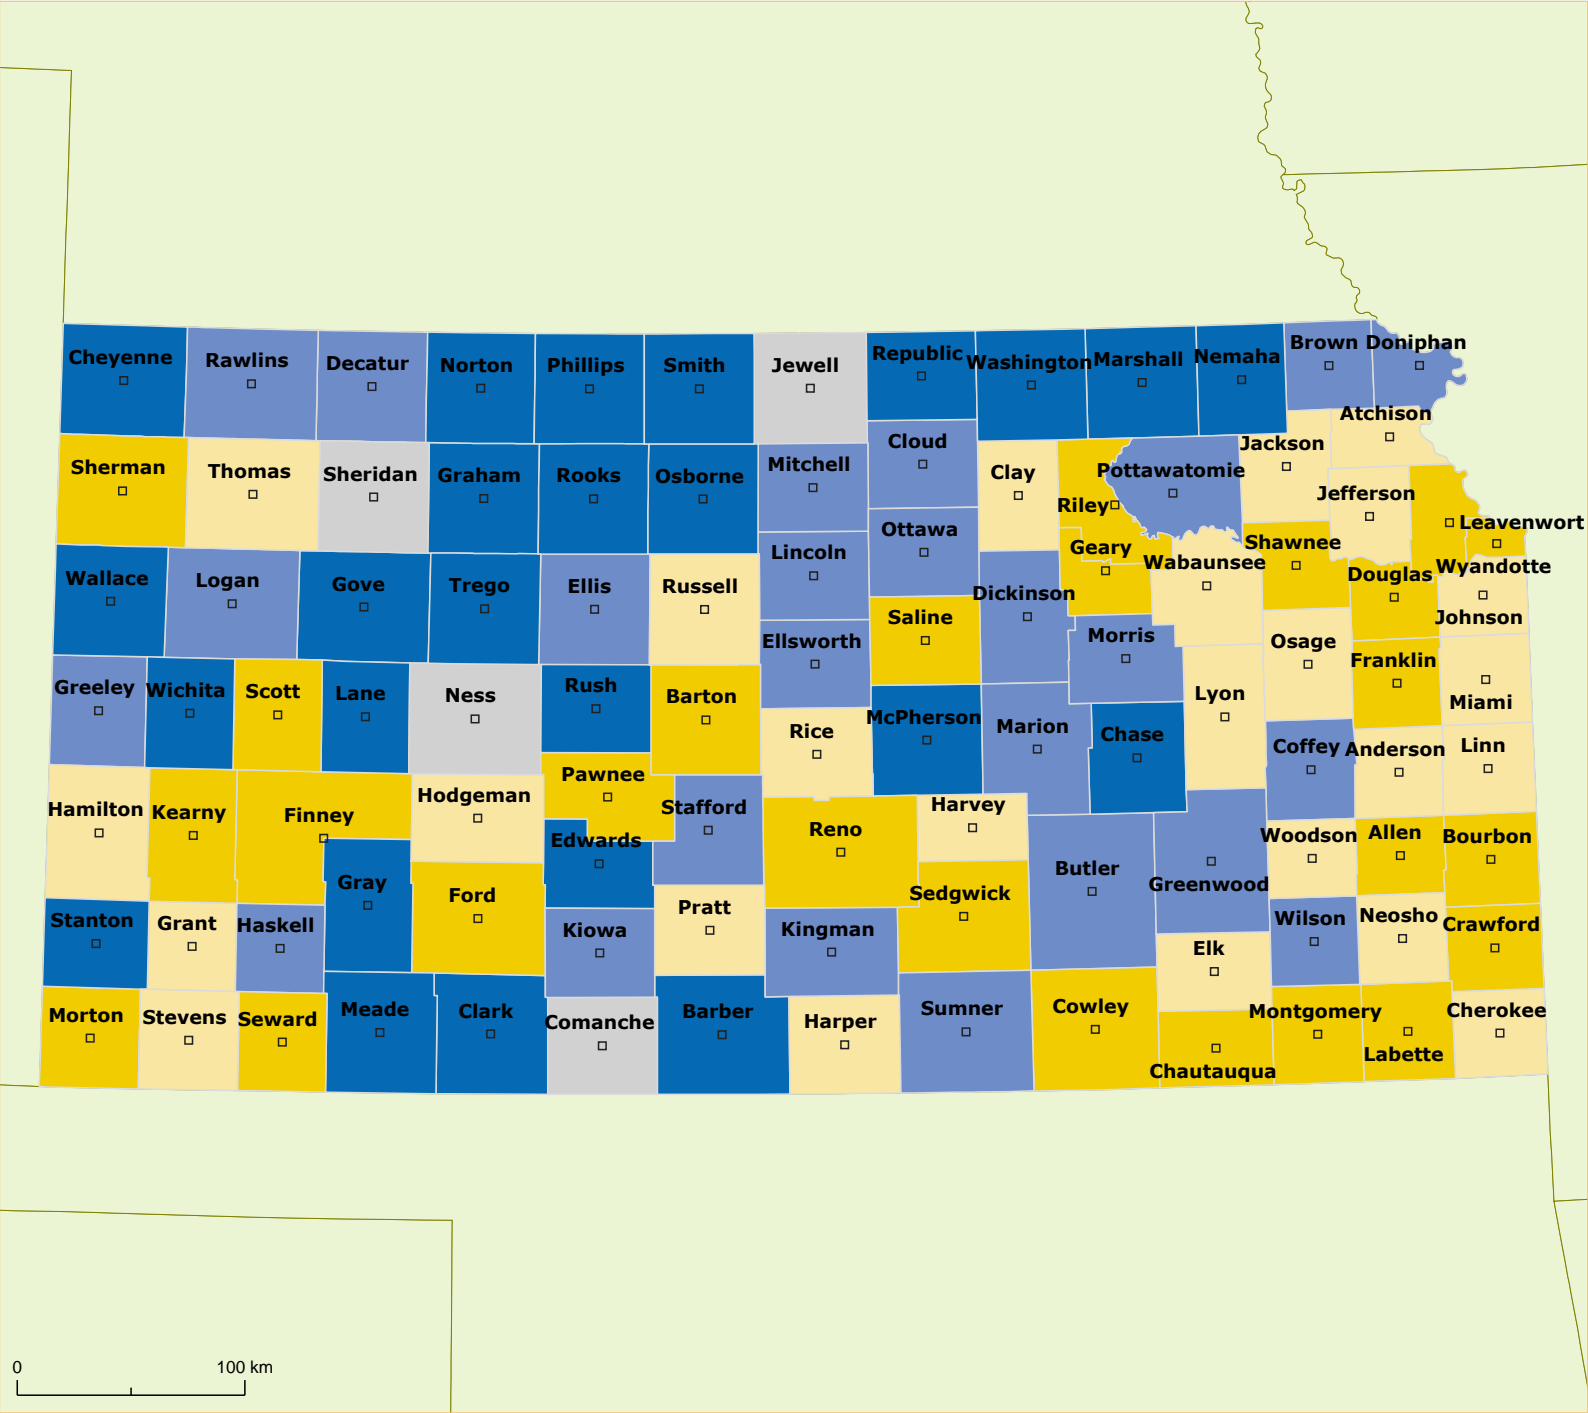 Cheyenne
Rawlins
Decatur
Norton
Phillips
Smith
Jewell
Republic
Washington
Marshall
Nemaha
Brown
Doniphan
Atchison
Sherman
Thomas
Sheridan
Graham
Rooks
Osborne
Mitchell
Cloud
Clay
Riley
Pottawatomie
Jackson
Jefferson
Leavenwort
Wallace
Logan
Gove
Trego
Ellis
Russell
Lincoln
Ottawa
Dickinson
Geary
Wabaunsee
Shawnee
Douglas
Wyandotte
Johnson
Greeley
Wichita
Scott
Lane
Ness
Rush
Barton
Ellsworth
Saline
Morris
Osage
Franklin
Miami
Rice
McPherson
Marion
Chase
Lyon
Coffey
Anderson
Linn
Hamilton
Kearny
Finney
Hodgeman
Pawnee
Stafford
Reno
Harvey
Edwards
Gray
Ford
Sedgwick
Butler
Greenwood
Woodson
Allen
Bourbon
Stanton
Grant
Haskell
Kiowa
Pratt
Kingman
Elk
Wilson
Neosho
Crawford
Morton
Stevens
Seward
Meade
Clark
Comanche
Barber
Harper
Sumner
Cowley
Chautauqua
Montgomery
Labette
Cherokee
0 100 km